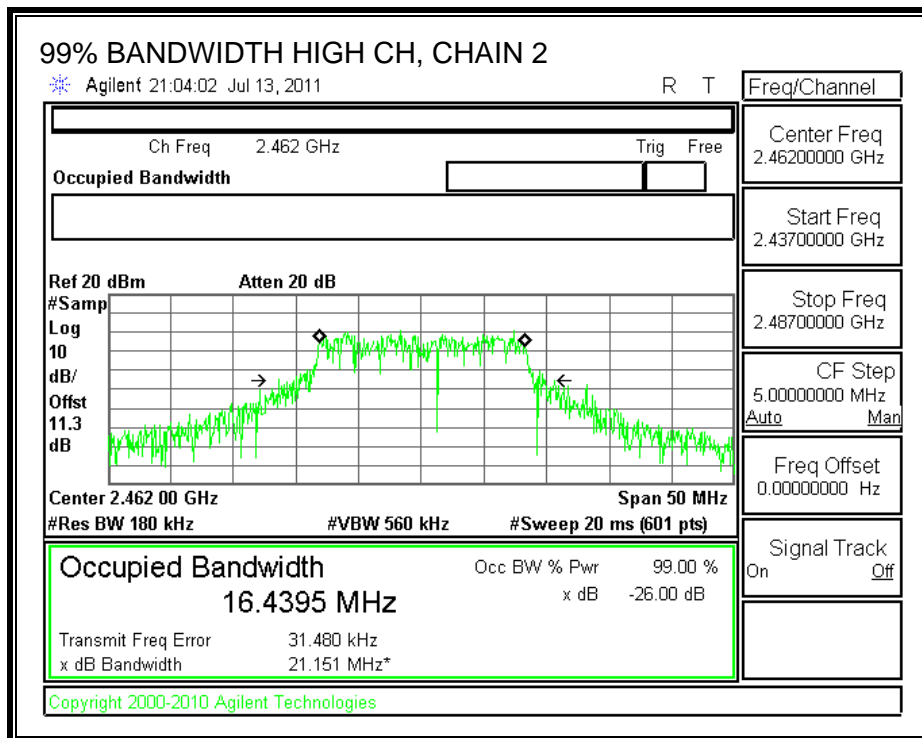 99% BANDWIDTH HIGH CH, CHAIN 2
Agilent 21:04:02 Jul 13, 2011 R T
Freq/Channel
Ch Freq 2.462 GHz Trig Free
Occupied Bandwidth
Center Freq
2.46200000 GHz
Start Freq
2.43700000 GHz
Stop Freq
2.48700000 GHz
CF Step
5.00000000 MHz
Auto Man
Freq Offset
0.00000000 Hz
Signal Track
On Off
Ref 20 dBm Atten 20 dB
#Samp
Log
10
dB/
Offst
11.3
dB
Center 2.462 00 GHz Span 50 MHz
#Res BW 180 kHz #VBW 560 kHz #Sweep 20 ms (601 pts)
Occupied Bandwidth
16.4395 MHz
Occ BW % Pwr 99.00 %
x dB -26.00 dB
Transmit Freq Error 31.480 kHz
x dB Bandwidth 21.151 MHz*
Copyright 2000-2010 Agilent Technologies